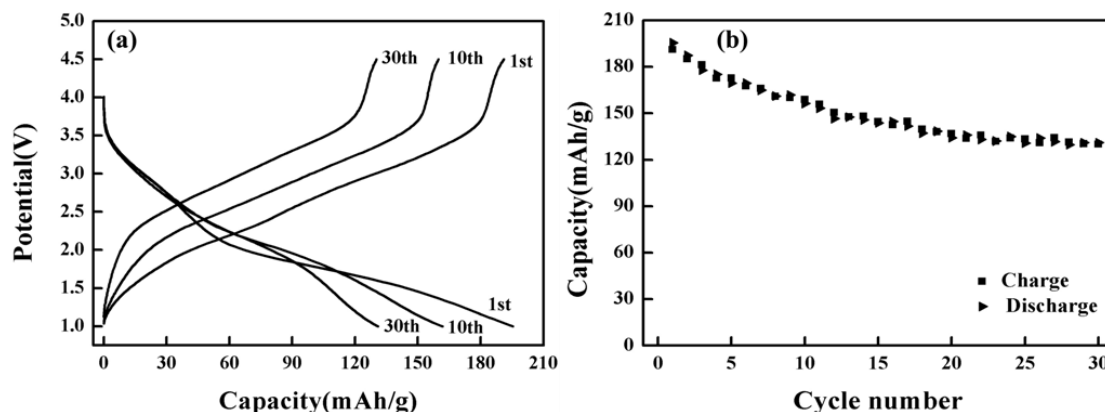 (a)
Potential(V)
5.0
4.5
4.0
3.5
3.0
2.5
2.0
1.5
1.0
30th
10th
1st
1st
30th
10th
0
30
60
90
120
150
180
210
Capacity(mAh/g)
(b)
Capacity(mAh/g)
210
180
150
120
90
60
30
0
Charge
Discharge
0
5
10
15
20
25
30
Cycle number